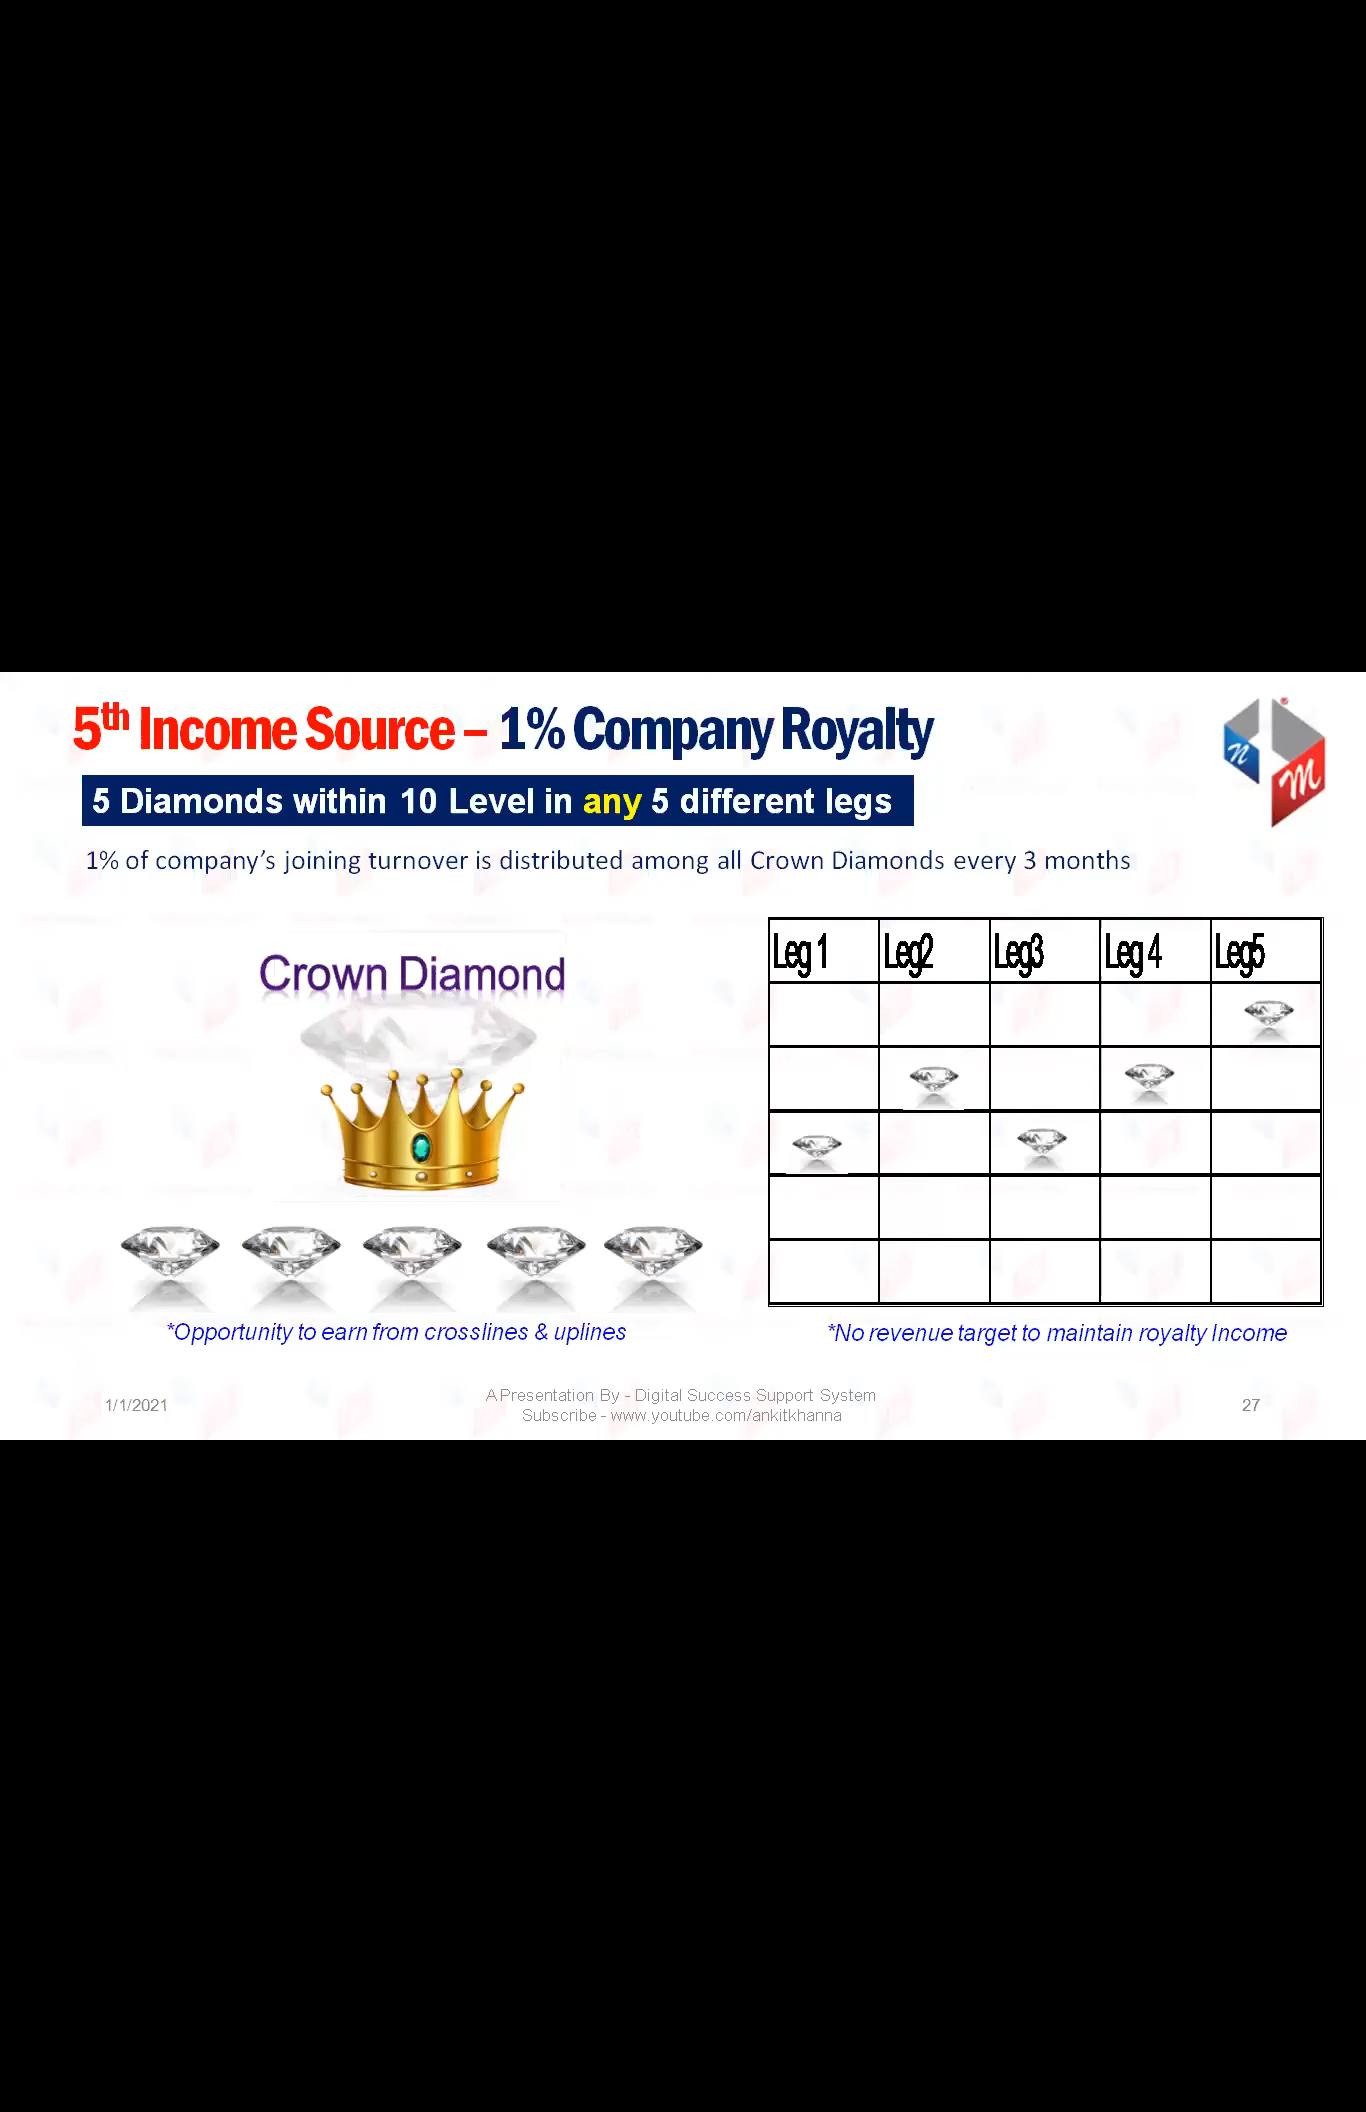 5th Income Source – 1% Company Royalty
5 Diamonds within 10 Level in any 5 different legs
1% of company's joining turnover is distributed among all Crown Diamonds every 3 months
Crown Diamond
Leg 1 Leg2 Leg3 Leg 4 Leg5
*Opportunity to earn from crosslines & uplines
*No revenue target to maintain royalty Income
1/1/2021
A Presentation By - Digital Success Support System
Subscribe - www.youtube.com/ankitkhanna
27
n M